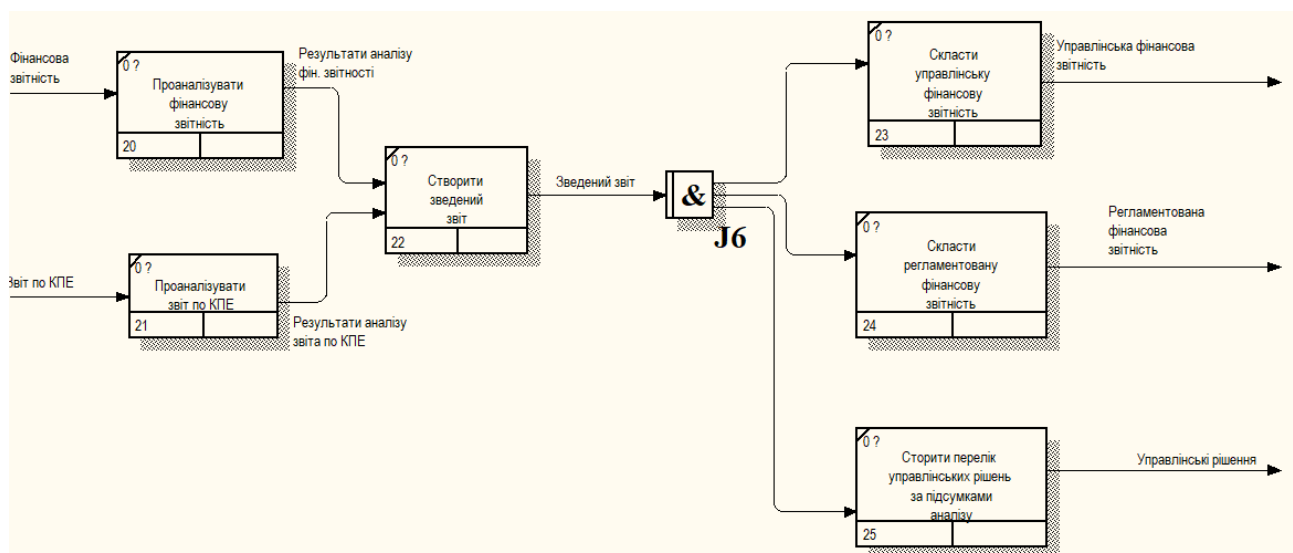 Фінансова
звітність
0 ?
Проаналізувати
фінансову
звітність
20
Результати аналізу
фін. звітності
Звіт по КПЕ
0 ?
Проаналізувати
звіт по КПЕ
21
Результати аналізу
звіта по КПЕ
0 ?
Створити
зведений
звіт
22
Зведений звіт
&
J6
0 ?
Скласти
управлінську
фінансову
звітність
23
Управлінська фінансова
звітність
0 ?
Скласти
регламентовану
фінансову
звітність
24
Регламентована
фінансова
звітність
0 ?
Сторити перелік
управлінських рішень
за підсумками
аналізу
25
Управлінські рішення